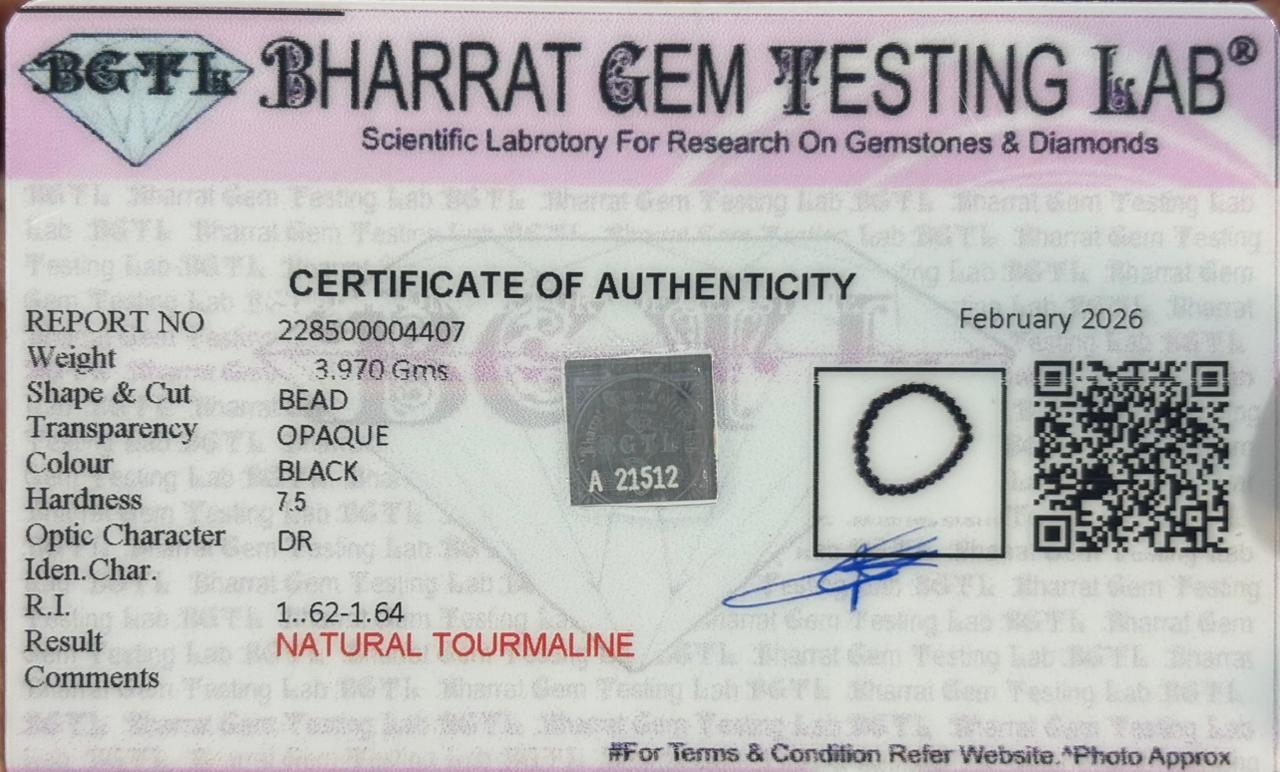 BGTL BHARRAT GEM TESTING LAB®
Scientific Labrotory For Research On Gemstones & Diamonds
CERTIFICATE OF AUTHENTICITY
February 2026
REPORT NO 228500004407
Weight 3.970 Gms
Shape & Cut BEAD
Transparency OPAQUE
Colour BLACK
Hardness 7.5
Optic Character DR
Iden.Char.
R.I. 1..62-1.64
Result NATURAL TOURMALINE
Comments
BGTL
A 21512
#For Terms & Condition Refer Website.^Photo Approx